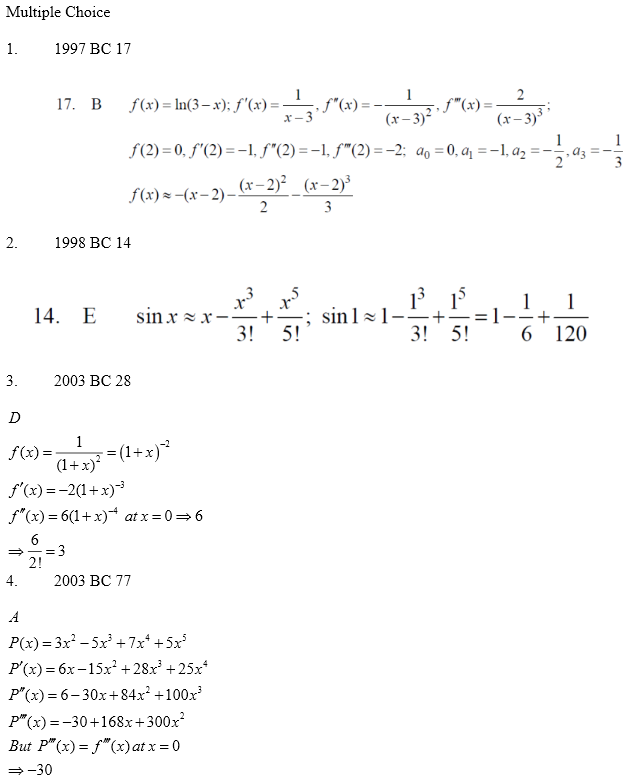 Multiple Choice
1. 1997 BC 17
17. B f(x) = ln(3−x); f′(x) = 1/(x−3), f″(x) = −1/(x−3)², f‴(x) = 2/(x−3)³;
f(2) = 0, f′(2) = −1, f″(2) = −1, f‴(2) = −2; a₀ = 0, a₁ = −1, a₂ = −1/2, a₃ = −1/3
f(x) ≈ −(x−2) − (x−2)²/2 − (x−2)³/3
2. 1998 BC 14
14. E sin x ≈ x − x³/3! + x⁵/5!; sin 1 ≈ 1 − 1³/3! + 1⁵/5! = 1 − 1/6 + 1/120
3. 2003 BC 28
D
f(x) = 1/(1+x)² = (1+x)⁻²
f′(x) = −2(1+x)⁻³
f″(x) = 6(1+x)⁻⁴ at x = 0 ⇒ 6
⇒ 6/2! = 3
4. 2003 BC 77
A
P(x) = 3x² − 5x³ + 7x⁴ + 5x⁵
P′(x) = 6x − 15x² + 28x³ + 25x⁴
P″(x) = 6 − 30x + 84x² + 100x³
P‴(x) = −30 + 168x + 300x²
But P‴(x) = f‴(x) at x = 0
⇒ −30